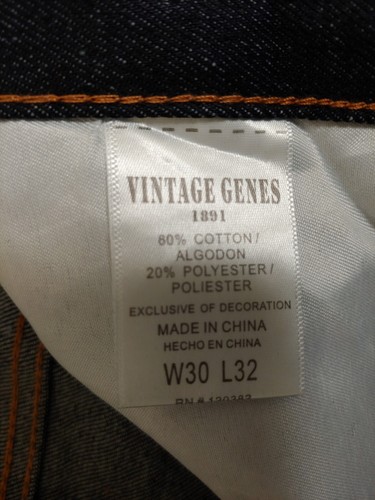 VINTAGE GENES
1891
80% COTTON/
ALGODON
20% POLYESTER/
POLIESTER
EXCLUSIVE OF DECORATION
MADE IN CHINA
HECHO EN CHINA
W30 L32
RN #